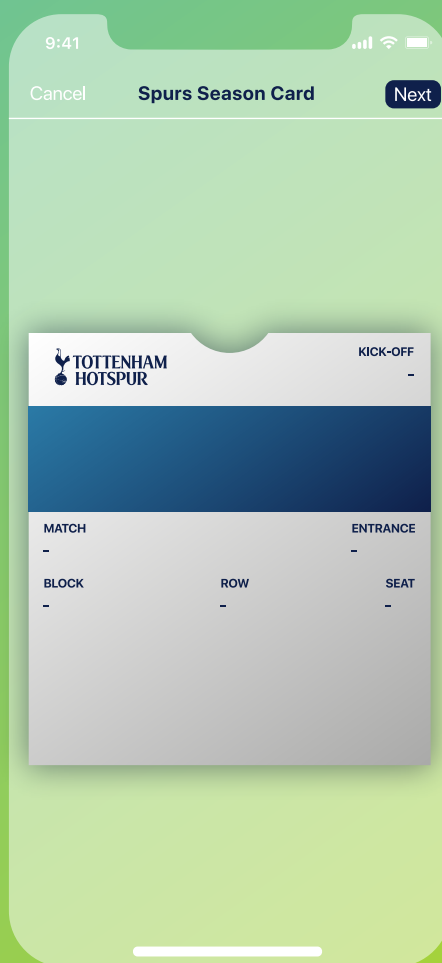 9:41
Cancel Spurs Season Card Next
TOTTENHAM
HOTSPUR
KICK-OFF
-
MATCH ENTRANCE
- -
BLOCK ROW SEAT
- - -